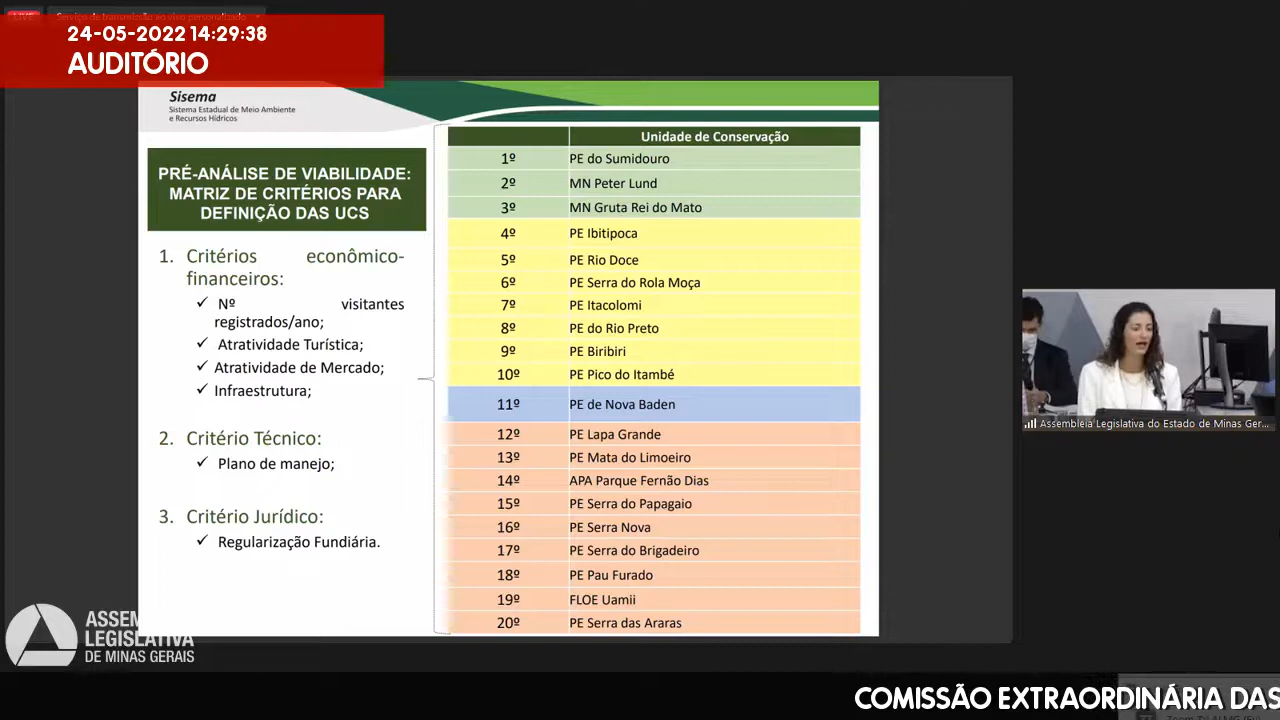 LIVE
Serviço de transmissão ao vivo personalizado
24-05-2022 14:29:38
AUDITÓRIO
Sisema
Sistema Estadual de Meio Ambiente
e Recursos Hídricos
PRÉ-ANÁLISE DE VIABILIDADE:
MATRIZ DE CRITÉRIOS PARA
DEFINIÇÃO DAS UCS
1. Critérios econômico-
financeiros:
✓ Nº visitantes
registrados/ano;
✓ Atratividade Turística;
✓ Atratividade de Mercado;
✓ Infraestrutura;
2. Critério Técnico:
✓ Plano de manejo;
3. Critério Jurídico:
✓ Regularização Fundiária.
Unidade de Conservação
1º PE do Sumidouro
2º MN Peter Lund
3º MN Gruta Rei do Mato
4º PE Ibitipoca
5º PE Rio Doce
6º PE Serra do Rola Moça
7º PE Itacolomi
8º PE do Rio Preto
9º PE Biribiri
10º PE Pico do Itambé
11º PE de Nova Baden
12º PE Lapa Grande
13º PE Mata do Limoeiro
14º APA Parque Fernão Dias
15º PE Serra do Papagaio
16º PE Serra Nova
17º PE Serra do Brigadeiro
18º PE Pau Furado
19º FLOE Uamii
20º PE Serra das Araras
Assembleia Legislativa do Estado de Minas Ger...
ASSEM
LEGISLATIVA
DE MINAS GERAIS
COMISSÃO EXTRAORDINÁRIA DAS